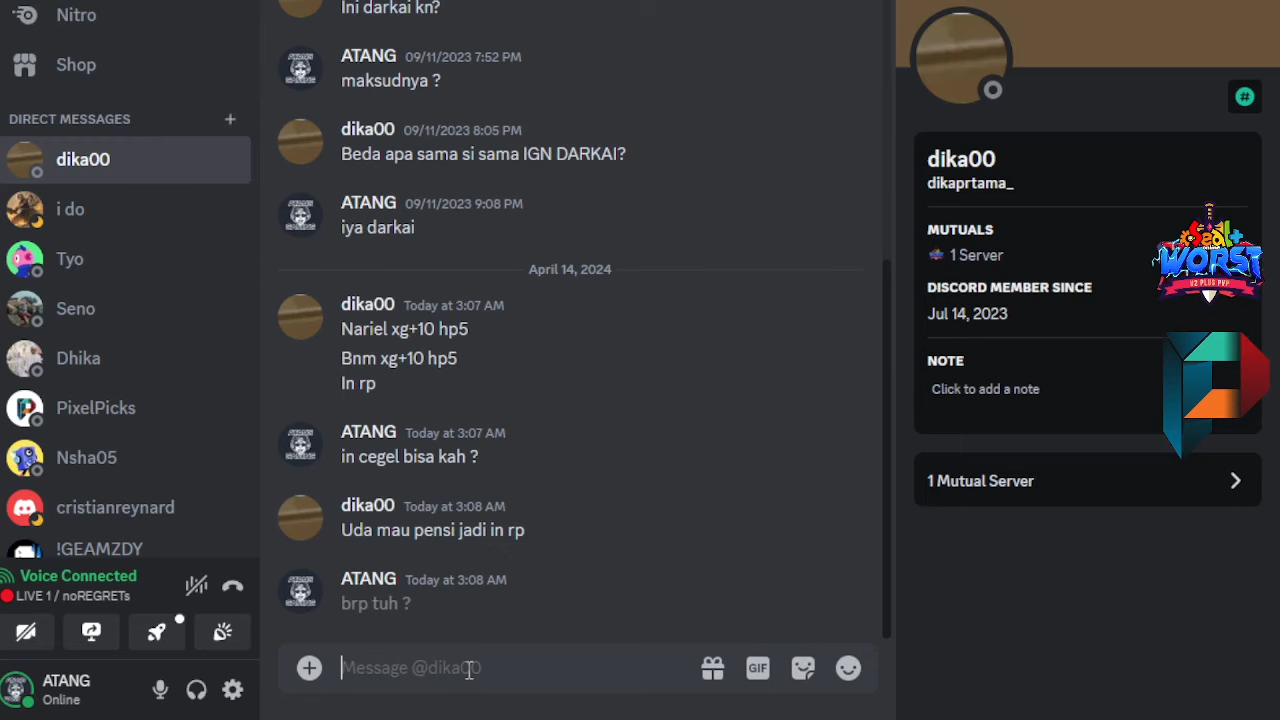 Nitro
Shop
DIRECT MESSAGES
dika00
i do
Tyo
Seno
Dhika
PixelPicks
Nsha05
cristianreynard
!GEAMZDY
Voice Connected
LIVE 1 / noREGRETs
ATANG
Online
Ini darkai kn?
ATANG 09/11/2023 7:52 PM
maksudnya ?
dika00 09/11/2023 8:05 PM
Beda apa sama si sama IGN DARKAI?
ATANG 09/11/2023 9:08 PM
iya darkai
April 14, 2024
dika00 Today at 3:07 AM
Nariel xg+10 hp5
Bnm xg+10 hp5
In rp
ATANG Today at 3:07 AM
in cegel bisa kah ?
dika00 Today at 3:08 AM
Uda mau pensi jadi in rp
ATANG Today at 3:08 AM
brp tuh ?
Message @dika00
GIF
dika00
dikaprtama_
MUTUALS
1 Server
DISCORD MEMBER SINCE
Jul 14, 2023
NOTE
Click to add a note
1 Mutual Server
Seal+
WORST
V2 PLUS PVP